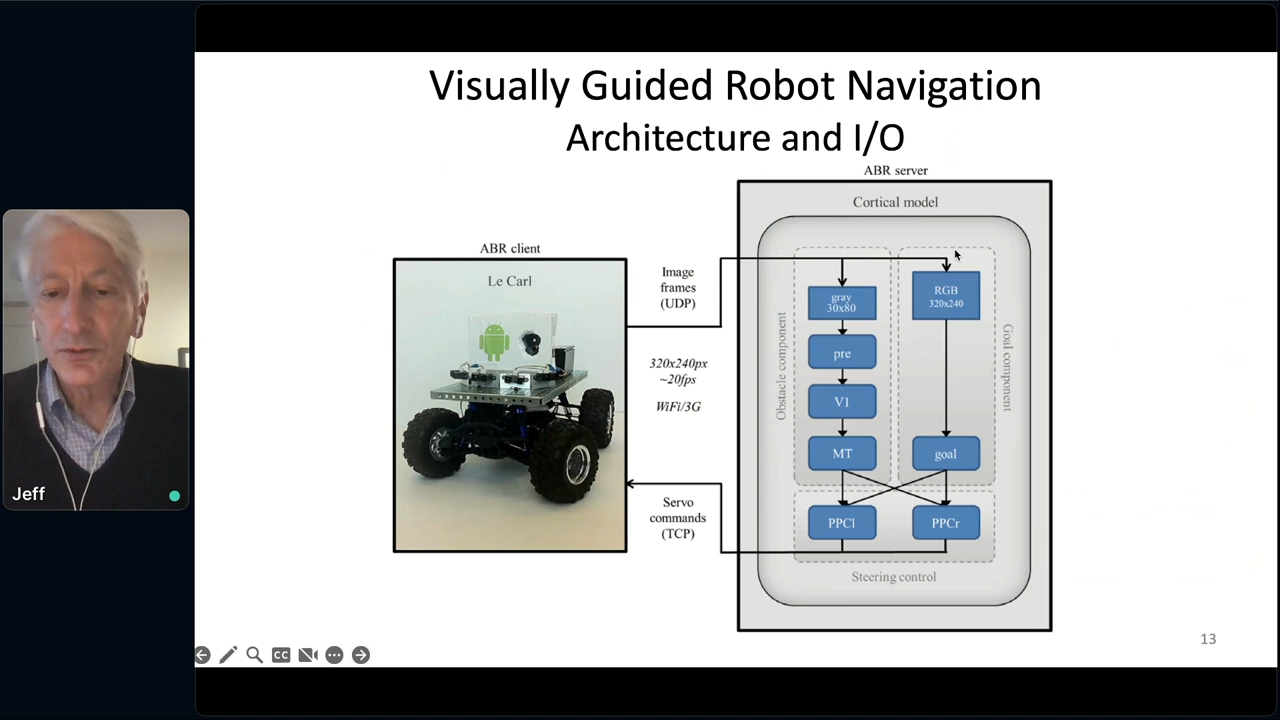 Visually Guided Robot Navigation
Architecture and I/O
ABR server
Cortical model
ABR client
Le Carl
Image
frames
(UDP)
320x240px
~20fps
WiFi/3G
Servo
commands
(TCP)
Obstacle component
gray
30x80
pre
V1
MT
RGB
320x240
goal
Goal component
PPCl
PPCr
Steering control
13
CC
Jeff